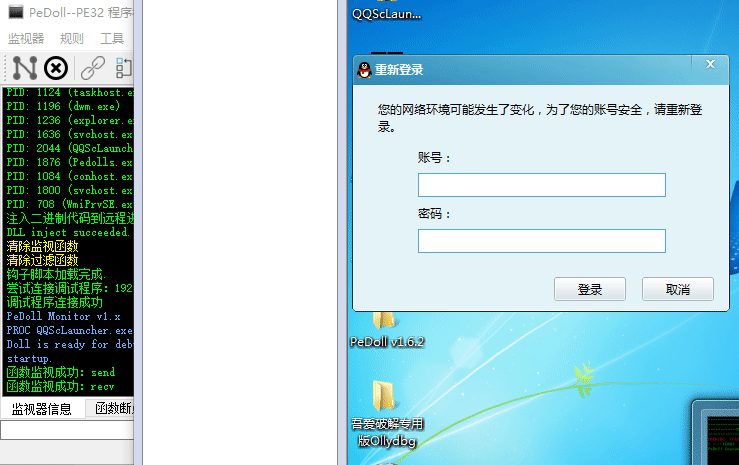 PeDoll--PE32 程序
监视器 规则 工具
PID: 1124 (taskhost.ex
PID: 1196 (dwm.exe)
PID: 1236 (explorer.e
PID: 1636 (svchost.ex
PID: 2044 (QQScLaunch
PID: 1876 (Pedolls.ex
PID: 1084 (conhost.ex
PID: 1800 (svchost.ex
PID: 708 (WmiPrvSE.ex
注入二进制代码到远程进
DLL inject succeeded.
清除监视函数
清除过滤函数
钩子脚本加载完成.
尝试连接调试程序: 192
调试程序连接成功
PeDoll Monitor v1.x
PROC QQScLauncher.exe
Doll is ready for deb
startup.
函数监视成功: send
函数监视成功: recv
监视器信息 函数断
QQScLaun...
重新登录
您的网络环境可能发生了变化，为了您的账号安全，请重新登
录。
账号：
密码：
登录 取消
PeDoll v1.6.2
吾爱破解专用
版Ollydbg